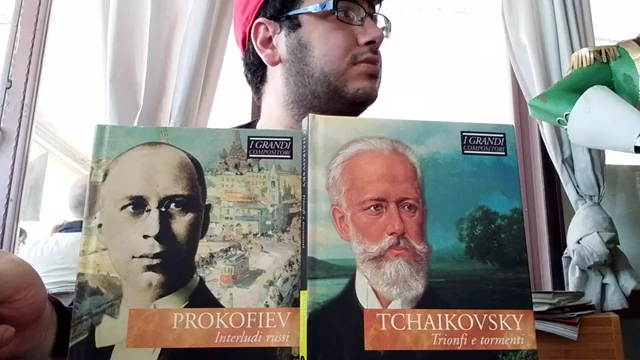 I GRANDI
COMPOSITORI
PROKOFIEV
Interludi russi
I GRANDI
COMPOSITORI
TCHAIKOVSKY
Trionfi e tormenti